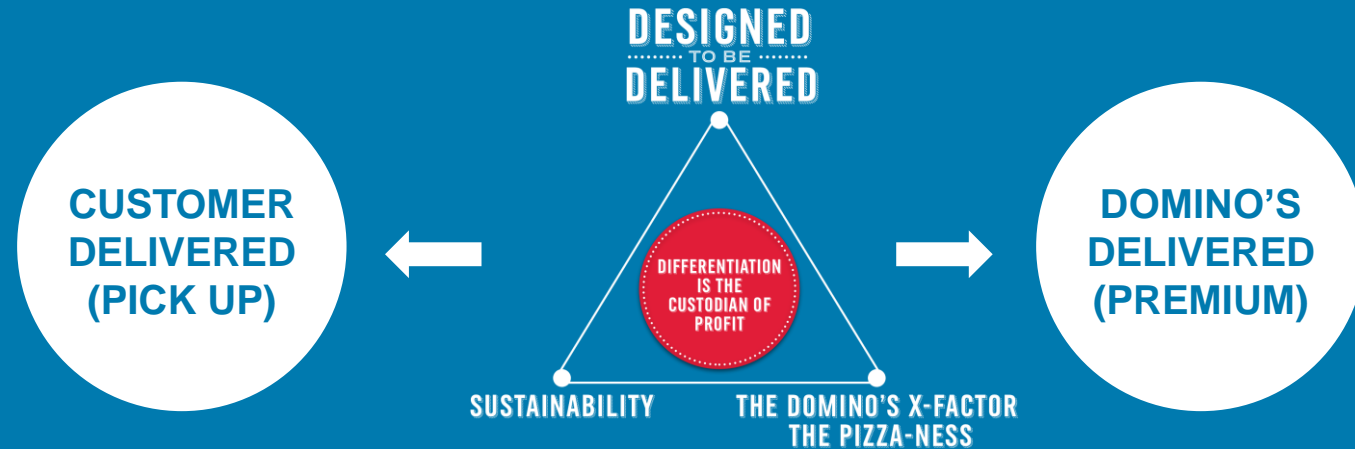 DESIGNED
TO BE
DELIVERED
CUSTOMER
DELIVERED
(PICK UP)
DIFFERENTIATION
IS THE
CUSTODIAN OF
PROFIT
DOMINO’S
DELIVERED
(PREMIUM)
SUSTAINABILITY
THE DOMINO'S X-FACTOR
THE PIZZA-NESS